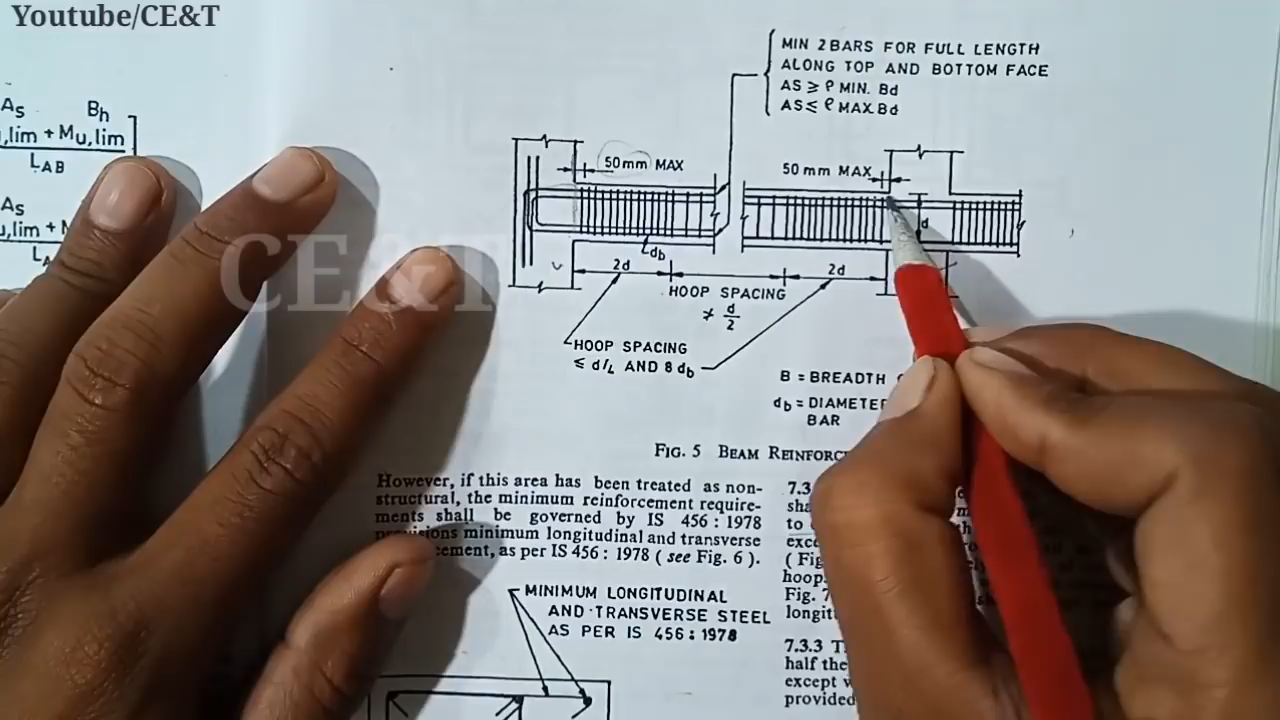 Youtube/CE&T
As Bh
u,lim + Mu,lim
LAB
As
u,lim +
CE&T
MIN 2 BARS FOR FULL LENGTH
ALONG TOP AND BOTTOM FACE
AS ≥ ρ MIN. Bd
AS ≤ ρ MAX. Bd
50mm MAX
50 mm MAX
d
db
2d
2d
HOOP SPACING
≯ d/2
HOOP SPACING
≤ d/4 AND 8 db
B = BREADTH
db = DIAMETER
BAR
FIG. 5 BEAM
However, if this area has been treated as non-
structural, the minimum reinforcement require-
ments shall be governed by IS 456 : 1978
provisions minimum longitudinal and transverse
as per IS 456 : 1978 ( see Fig. 6 ).
MINIMUM LONGITUDINAL
AND TRANSVERSE STEEL
AS PER IS 456 : 1978
7.3
to
( Fig
hoop
Fig. 7
7.3.3
half the
except
provided